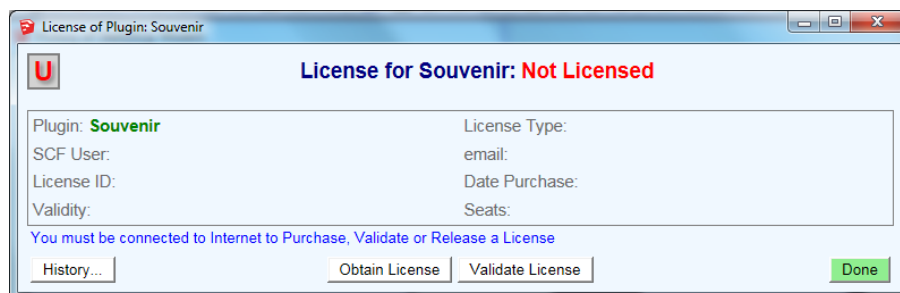 License of Plugin: Souvenir
U
License for Souvenir: Not Licensed
Plugin: Souvenir License Type:
SCF User: email:
License ID: Date Purchase:
Validity: Seats:
You must be connected to Internet to Purchase, Validate or Release a License
History... Obtain License Validate License Done